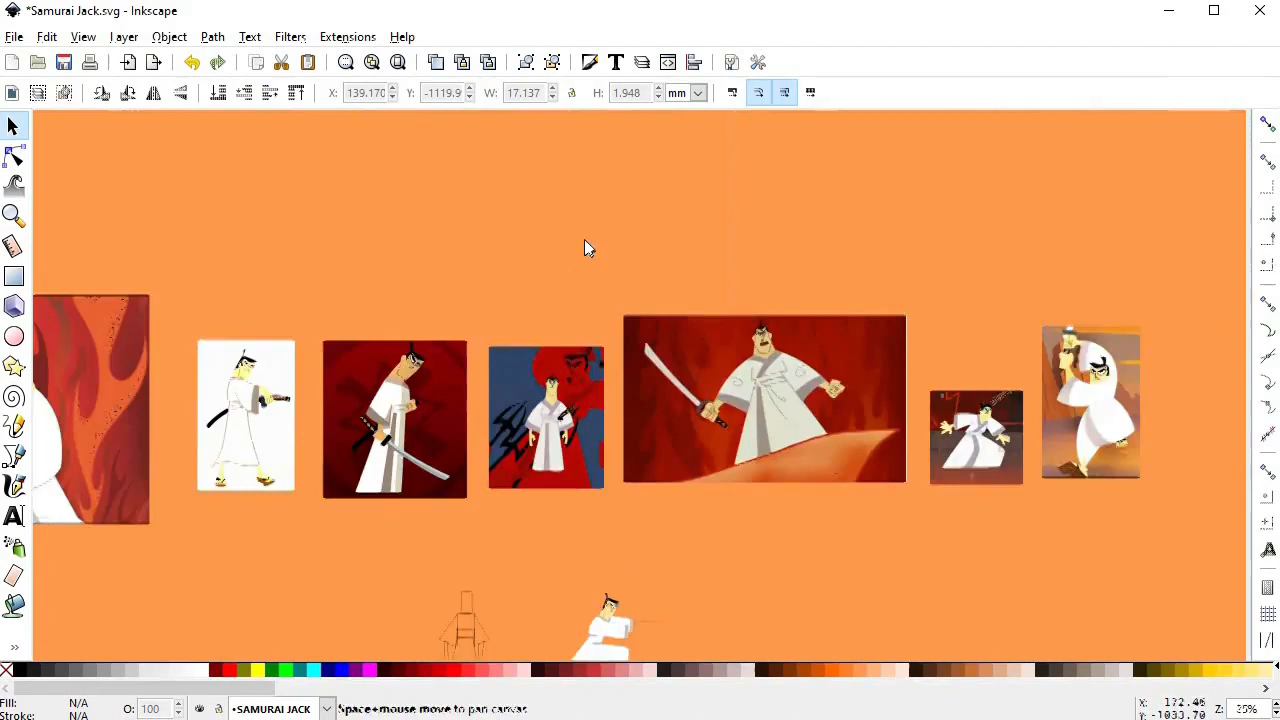 *Samurai Jack.svg - Inkscape
File Edit View Layer Object Path Text Filters Extensions Help
X: 139.170 Y: -1119.9 W: 17.137 H: 1.948 mm
Fill: N/A O: 100 •SAMURAI JACK Space+mouse move to pan canvas X: 172.46 Z: 35%
Stroke: N/A Y: -1033.70